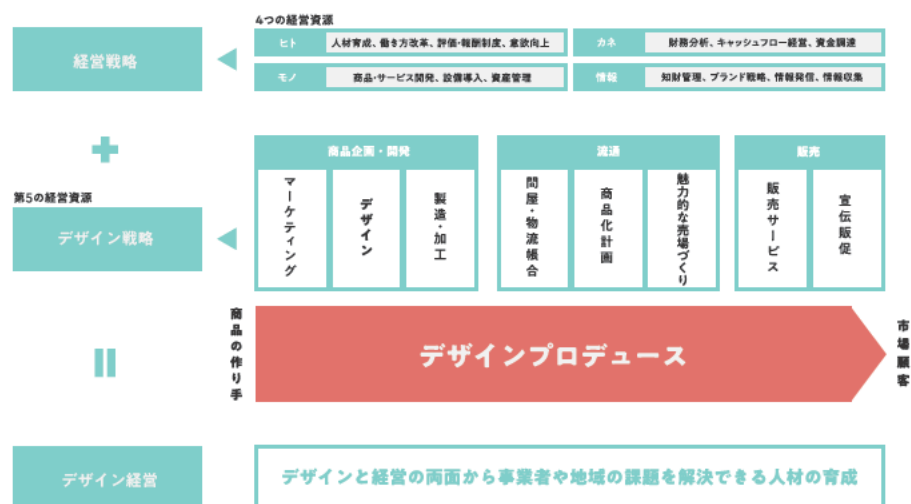 4つの経営資源
経営戦略
ヒト
人材育成、働き方改革、評価・報酬制度、意欲向上
カネ
財務分析、キャッシュフロー経営、資金調達
モノ
商品・サービス開発、設備導入、資産管理
情報
知財管理、ブランド戦略、情報発信、情報収集
第5の経営資源
デザイン戦略
商品企画・開発
マーケティング
デザイン
製造・加工
流通
問屋・物流帳合
商品化計画
魅力的な売場づくり
販売
販売サービス
宣伝販促
商品の作り手
デザインプロデュース
市場顧客
デザイン経営
デザインと経営の両面から事業者や地域の課題を解決できる人材の育成